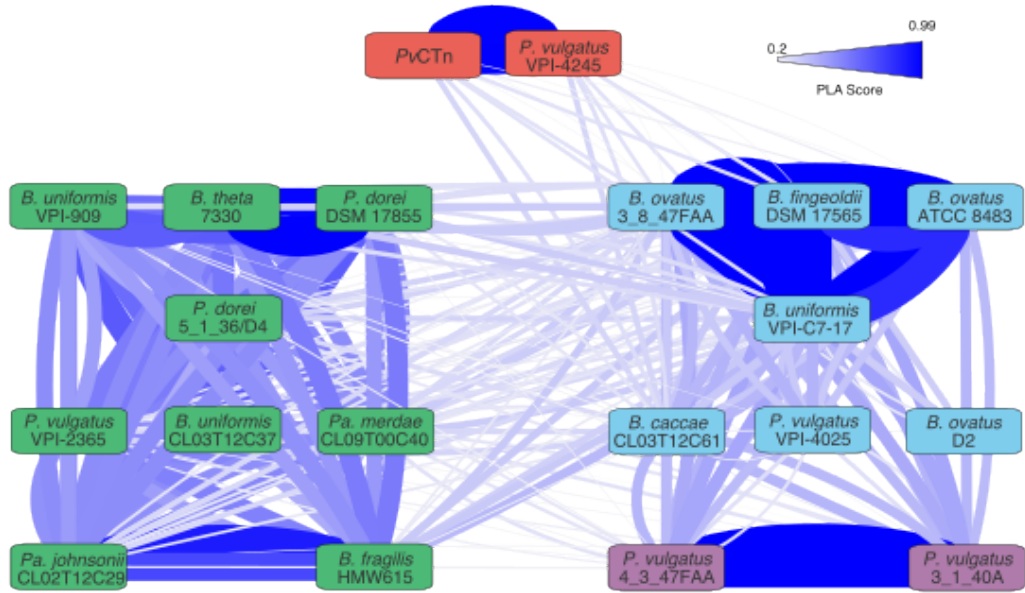 PvCTn
P. vulgatus
VPI-4245
0.2
0.99
PLA Score
B. uniformis
VPI-909
B. theta
7330
P. dorei
DSM 17855
B. ovatus
3_8_47FAA
B. fingeoldii
DSM 17565
B. ovatus
ATCC 8483
P. dorei
5_1_36/D4
B. uniformis
VPI-C7-17
P. vulgatus
VPI-2365
B. uniformis
CL03T12C37
Pa. merdae
CL09T00C40
B. caccae
CL03T12C61
P. vulgatus
VPI-4025
B. ovatus
D2
Pa. johnsonii
CL02T12C29
B. fragilis
HMW615
P. vulgatus
4_3_47FAA
P. vulgatus
3_1_40A